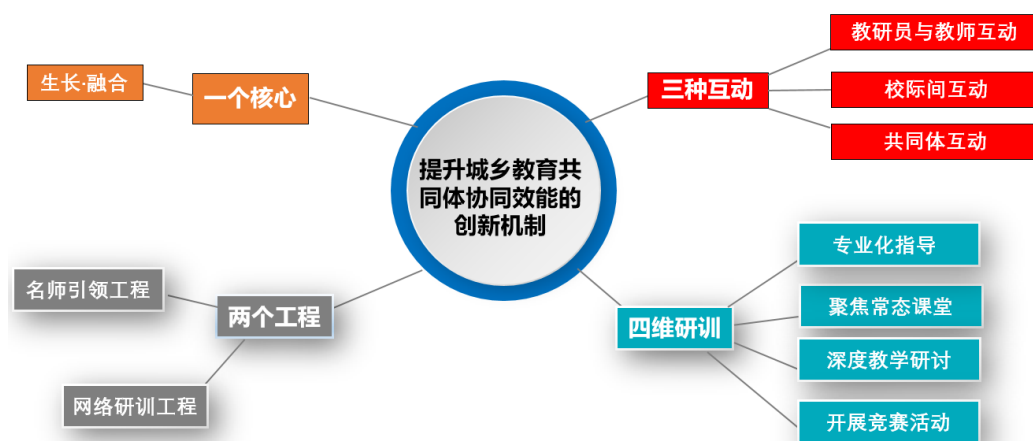 教研员与教师互动
生长·融合
一个核心
三种互动
校际间互动
共同体互动
提升城乡教育共
同体协同效能的
创新机制
专业化指导
名师引领工程
两个工程
四维研训
聚焦常态课堂
深度教学研讨
网络研训工程
开展竞赛活动